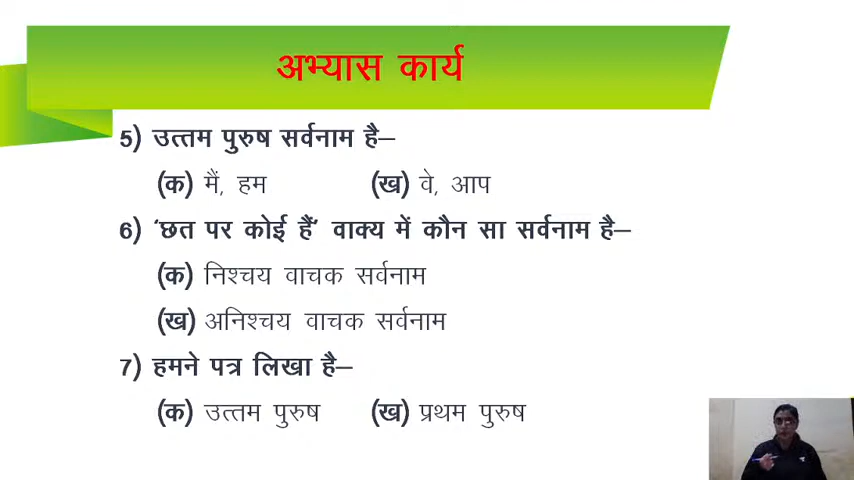 अभ्यास कार्य
5) उत्तम पुरुष सर्वनाम है–
(क) मैं, हम (ख) वे, आप
6) ‘छत पर कोई हैं’ वाक्य में कौन सा सर्वनाम है–
(क) निश्चय वाचक सर्वनाम
(ख) अनिश्चय वाचक सर्वनाम
7) हमने पत्र लिखा है–
(क) उत्तम पुरुष (ख) प्रथम पुरुष